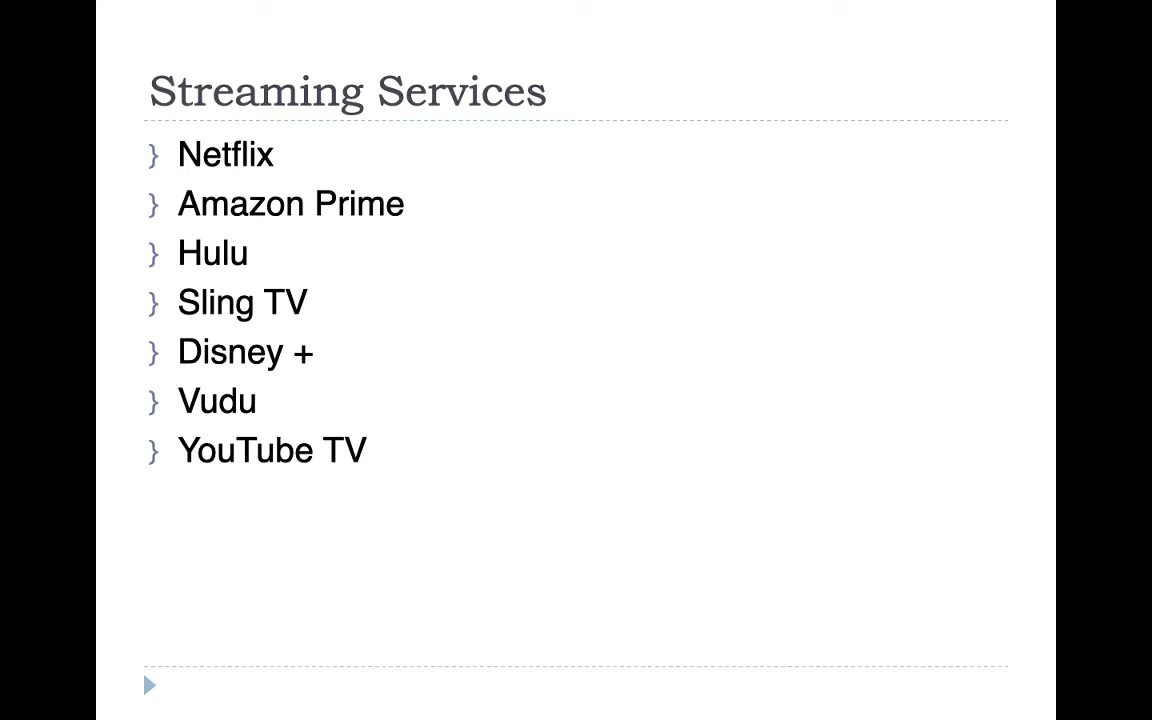 Streaming Services
} Netflix
} Amazon Prime
} Hulu
} Sling TV
} Disney +
} Vudu
} YouTube TV